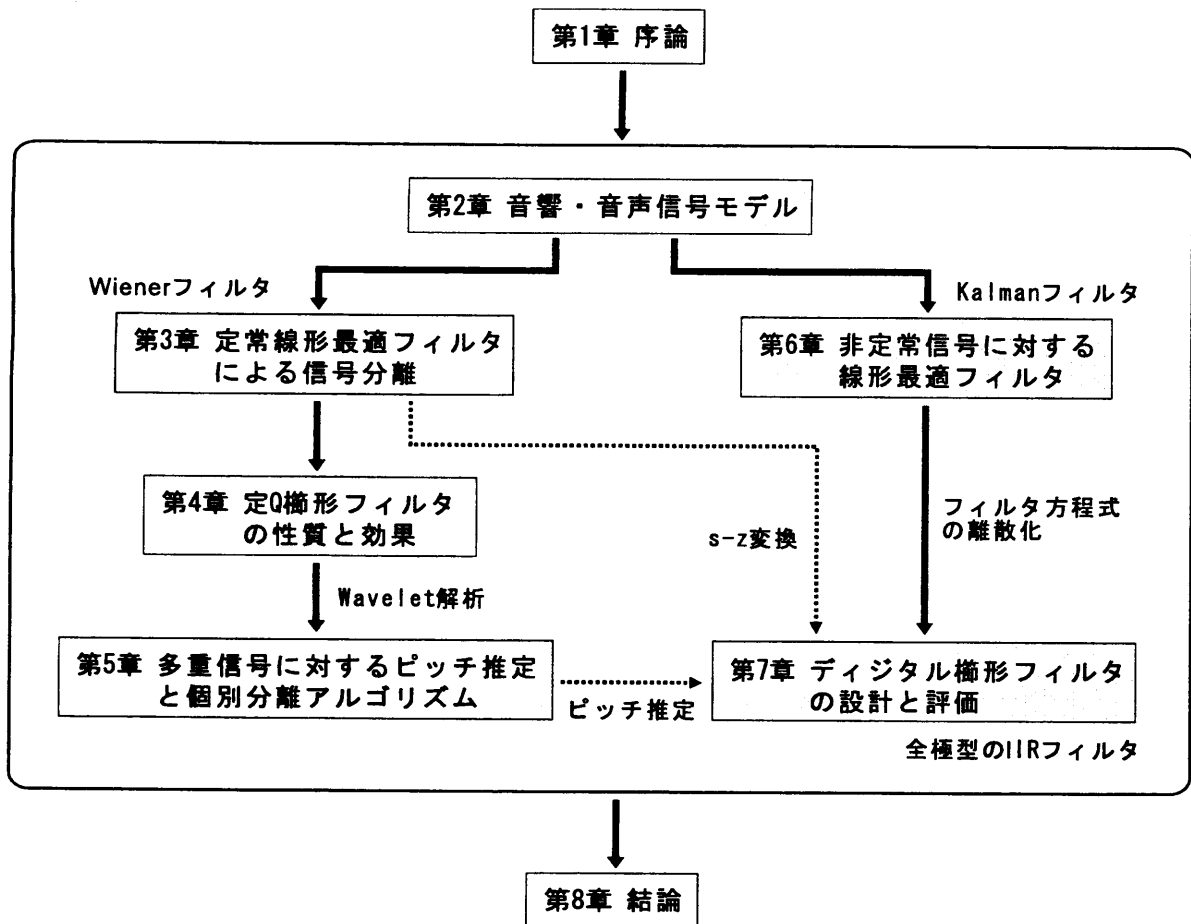 第1章 序論
第2章 音響・音声信号モデル
Wienerフィルタ
第3章 定常線形最適フィルタ
による信号分離
Kalmanフィルタ
第6章 非定常信号に対する
線形最適フィルタ
第4章 定Q櫛形フィルタ
の性質と効果
s-z変換
フィルタ方程式
の離散化
Wavelet解析
第5章 多重信号に対するピッチ推定
と個別分離アルゴリズム
ピッチ推定
第7章 ディジタル櫛形フィルタ
の設計と評価
全極型のIIRフィルタ
第8章 結論